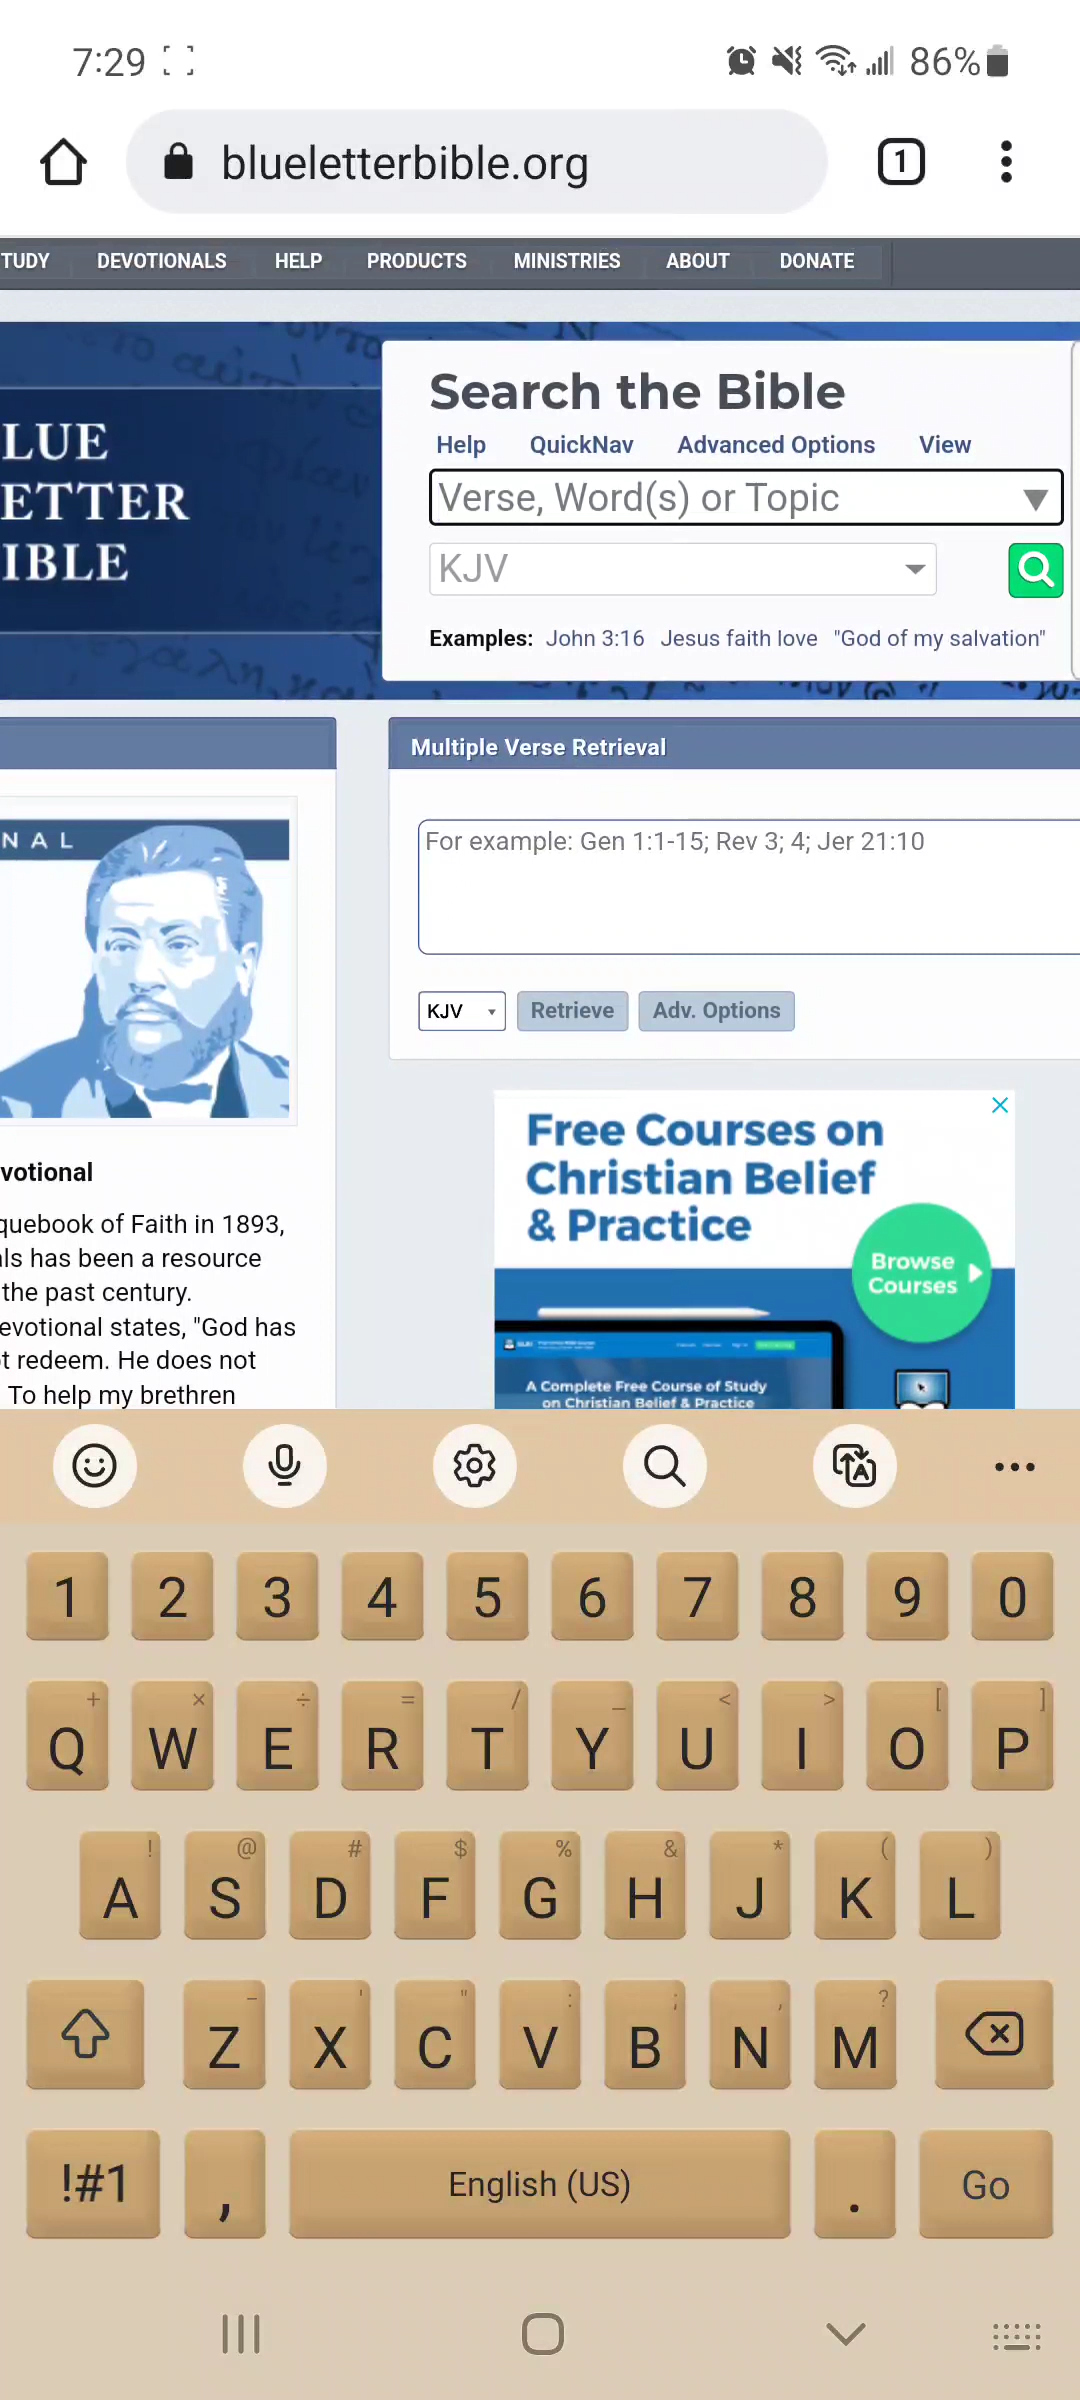 7:29
86%
blueletterbible.org
1
TUDY DEVOTIONALS HELP PRODUCTS MINISTRIES ABOUT DONATE
LUE
ETTER
IBLE
Search the Bible
Help QuickNav Advanced Options View
Verse, Word(s) or Topic
KJV
Examples: John 3:16 Jesus faith love "God of my salvation"
Multiple Verse Retrieval
For example: Gen 1:1-15; Rev 3; 4; Jer 21:10
KJV Retrieve Adv. Options
NAL
votional
quebook of Faith in 1893,
als has been a resource
the past century.
evotional states, "God has
t redeem. He does not
To help my brethren
Free Courses on
Christian Belief
& Practice
Browse
Courses
A Complete Free Course of Study
on Christian Belief & Practice
1 2 3 4 5 6 7 8 9 0
+ × ÷ = / _ < > [ ]
Q W E R T Y U I O P
! @ # $ % & * ( )
A S D F G H J K L
- ' " : ; , ?
Z X C V B N M
!#1 , English (US) . Go